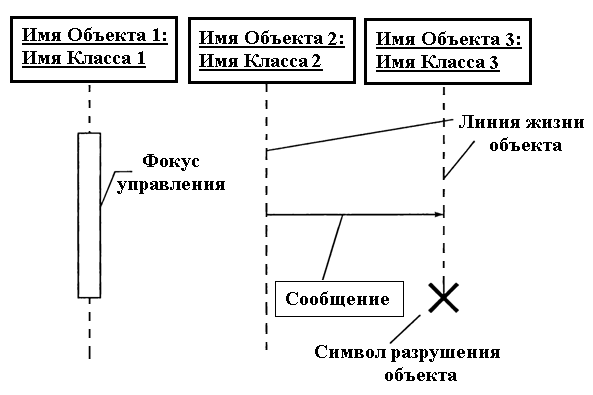 Имя Объекта 1:
Имя Класса 1
Имя Объекта 2:
Имя Класса 2
Имя Объекта 3:
Имя Класса 3
Линия жизни
объекта
Фокус
управления
Сообщение
Символ разрушения
объекта